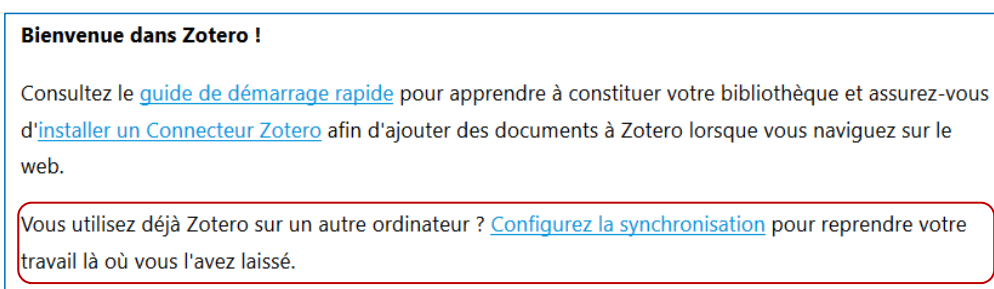 Bienvenue dans Zotero !
Consultez le guide de démarrage rapide pour apprendre à constituer votre bibliothèque et assurez-vous
d'installer un Connecteur Zotero afin d'ajouter des documents à Zotero lorsque vous naviguez sur le
web.
Vous utilisez déjà Zotero sur un autre ordinateur ? Configurez la synchronisation pour reprendre votre
travail là où vous l'avez laissé.